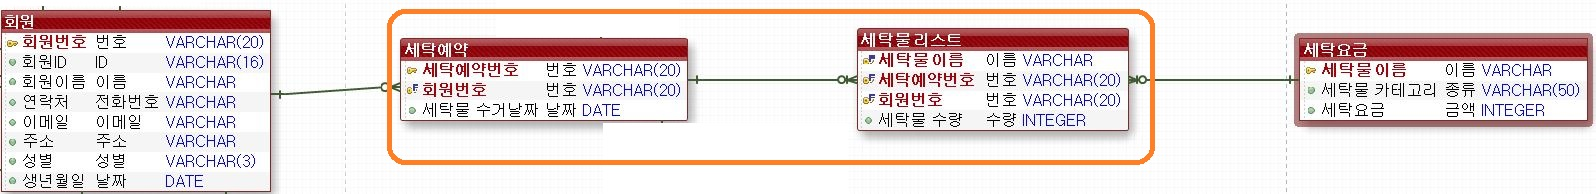 회원
회원번호 번호 VARCHAR(20)
회원ID ID VARCHAR(16)
회원이름 이름 VARCHAR
연락처 전화번호 VARCHAR
이메일 이메일 VARCHAR
주소 주소 VARCHAR
성별 성별 VARCHAR(3)
생년월일 날짜 DATE
세탁예약
세탁예약번호 번호 VARCHAR(20)
회원번호 번호 VARCHAR(20)
세탁물 수거날짜 날짜 DATE
세탁물리스트
세탁물이름 이름 VARCHAR
세탁예약번호 번호 VARCHAR(20)
회원번호 번호 VARCHAR(20)
세탁물 수량 수량 INTEGER
세탁요금
세탁물이름 이름 VARCHAR
세탁물 카테고리 종류 VARCHAR(50)
세탁요금 금액 INTEGER